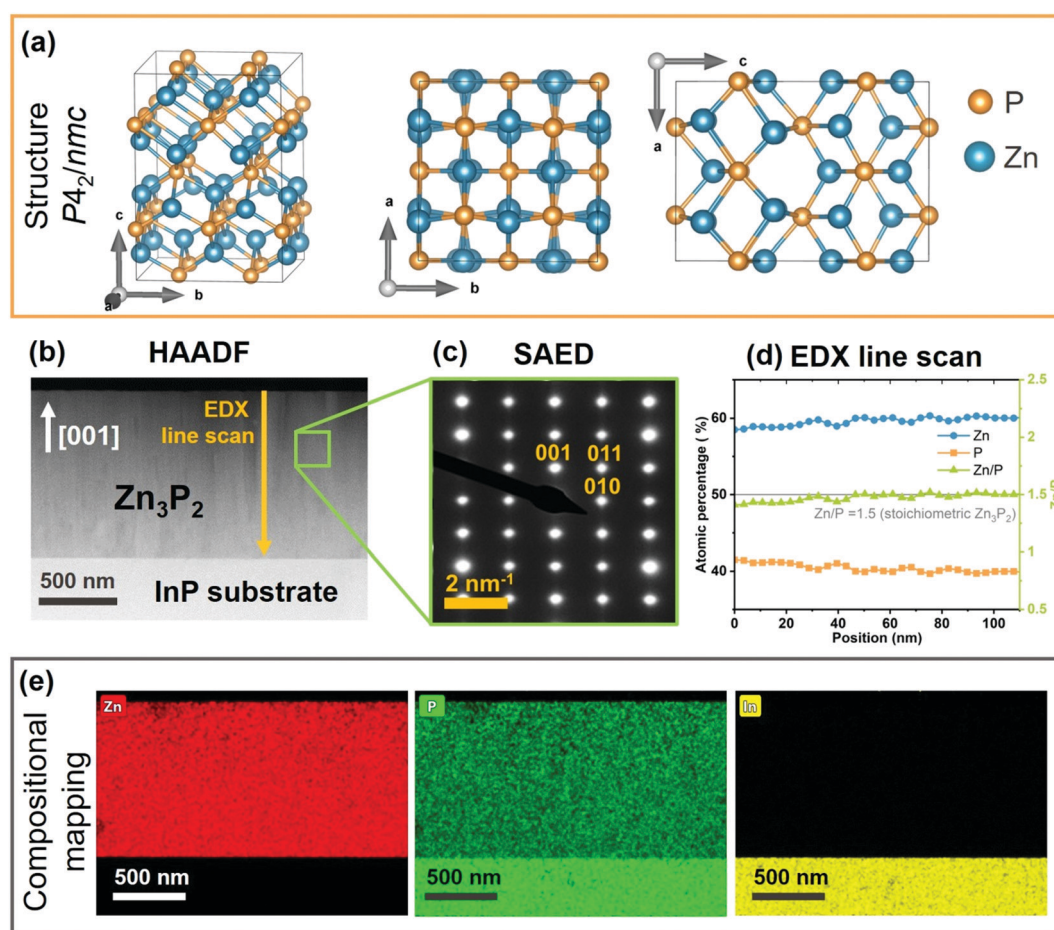 (a)
Structure
P4₂/nmc
c
b
a
a
b
c
a
P
Zn
(b)
HAADF
EDX
line scan
[001]
Zn₃P₂
500 nm
InP substrate
(c)
SAED
001
011
010
2 nm⁻¹
(d)
EDX line scan
Atomic percentage ( %)
60
50
40
Zn
P
Zn/P
Zn/P =1.5 (stoichiometric Zn₃P₂)
2.5
2
1.5
1
0.5
0
20
40
60
80
100
Position (nm)
(e)
Compositional
mapping
Zn
500 nm
P
500 nm
In
500 nm